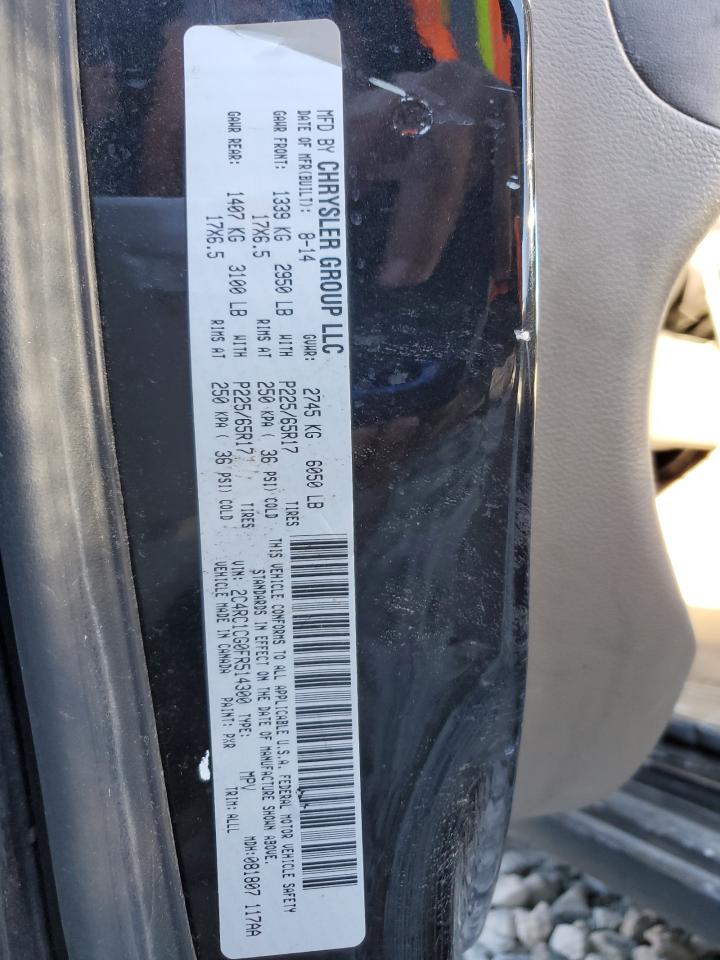 MFD BY CHRYSLER GROUP LLC
DATE OF MFR(BUILT): 8-14 GVWR: 2745 KG 6050 LB
GAWR FRONT: 1339 KG 2950 LB WITH P225/65R17 TIRES
17X6.5 RIMS AT 250 KPA ( 36 PSI) COLD
GAWR REAR: 1407 KG 3100 LB WITH P225/65R17 TIRES
17X6.5 RIMS AT 250 KPA ( 36 PSI) COLD
THIS VEHICLE CONFORMS TO ALL APPLICABLE U.S.A. FEDERAL MOTOR VEHICLE SAFETY
STANDARDS IN EFFECT ON THE DATE OF MANUFACTURE SHOWN ABOVE.
VIN: 2C4RC1CG0FR514300 TYPE: MPV MDH:081807 117AA
VEHICLE MADE IN CANADA PAINT: PXR TRIM: ALLL